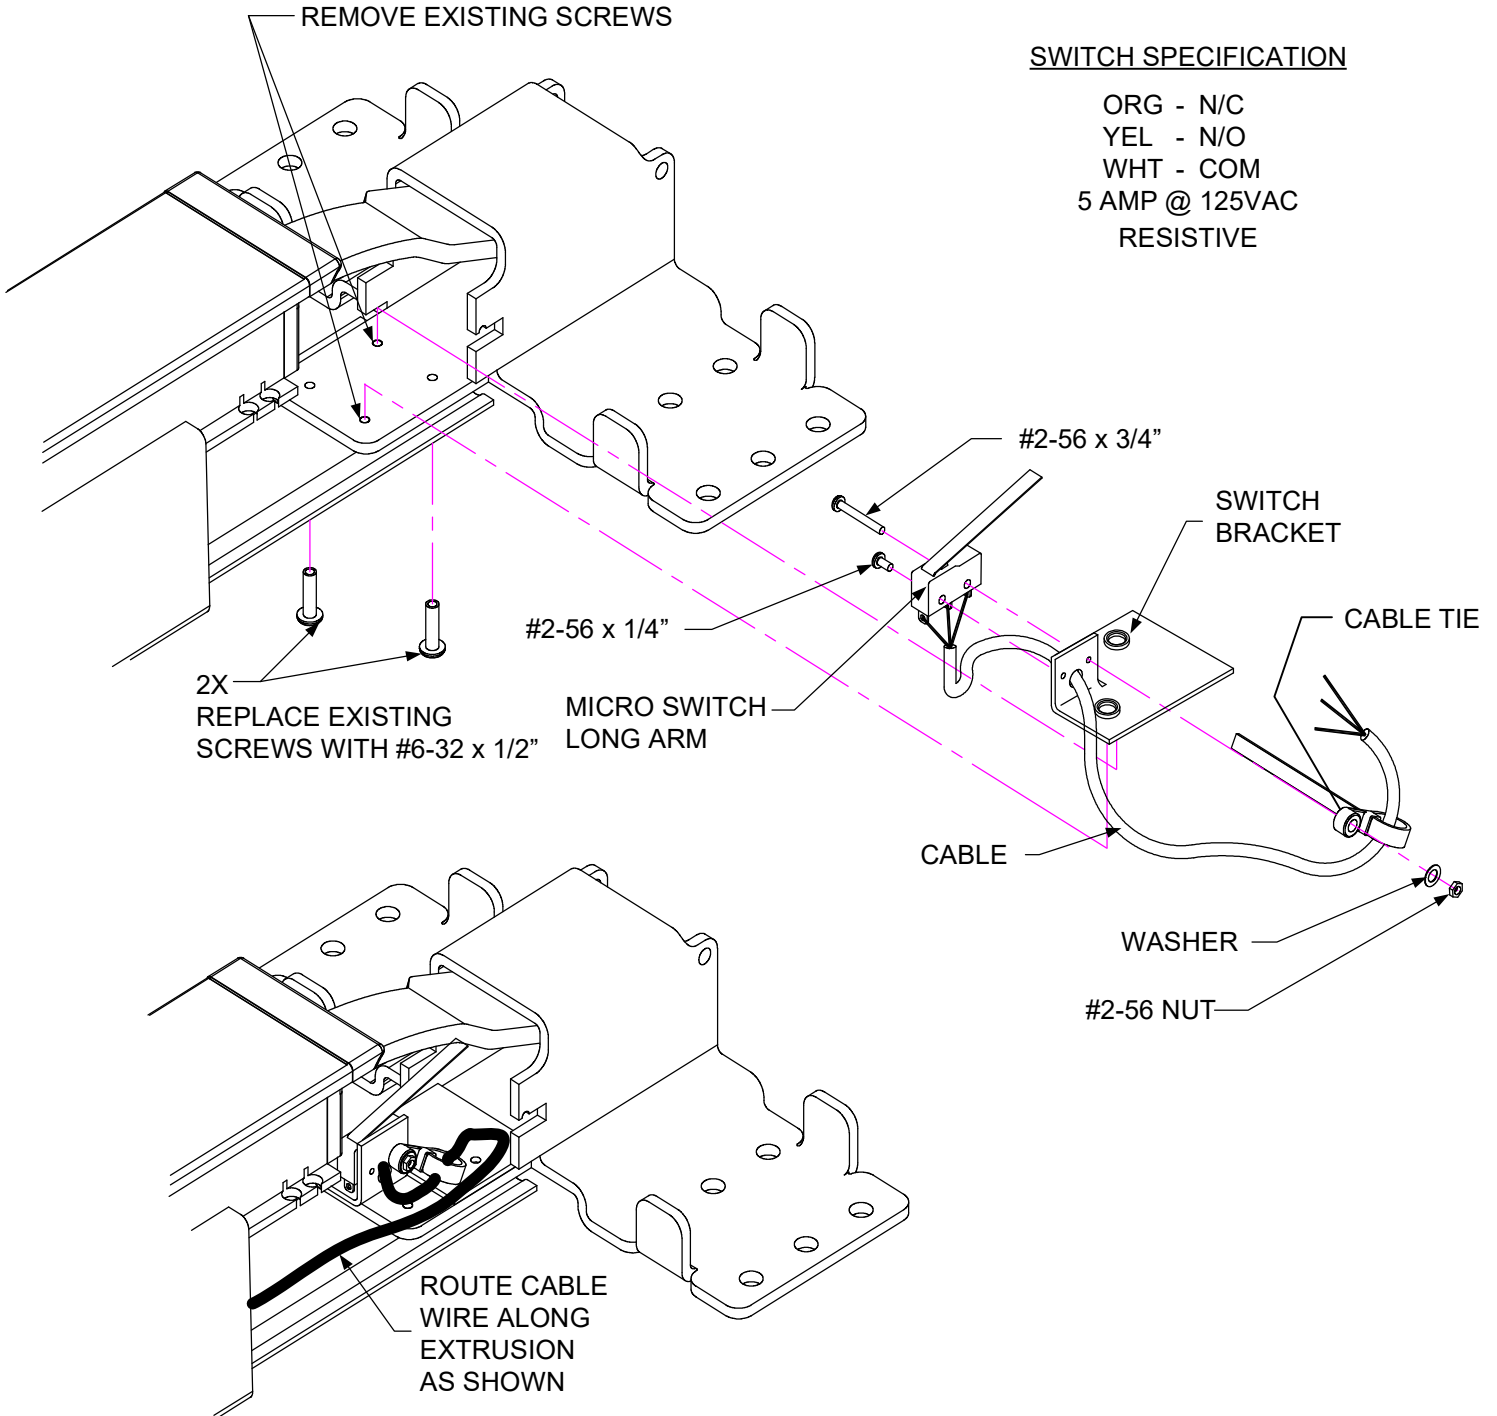 REMOVE EXISTING SCREWS
SWITCH SPECIFICATION
ORG - N/C
YEL - N/O
WHT - COM
5 AMP @ 125VAC
RESISTIVE
#2-56 x 3/4”
SWITCH
BRACKET
CABLE TIE
#2-56 x 1/4”
2X
REPLACE EXISTING
SCREWS WITH #6-32 x 1/2”
MICRO SWITCH
LONG ARM
CABLE
WASHER
#2-56 NUT
ROUTE CABLE
WIRE ALONG
EXTRUSION
AS SHOWN